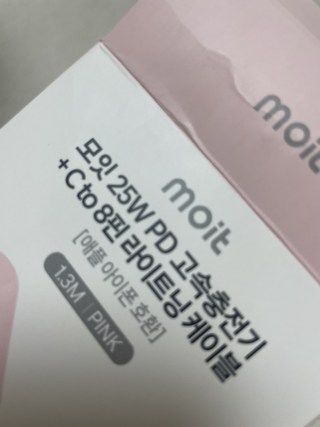 moit
moit
모잇 25W PD 고속충전기
+C to 8핀 라이트닝 케이블
[애플 아이폰 호환]
1.3M | PINK